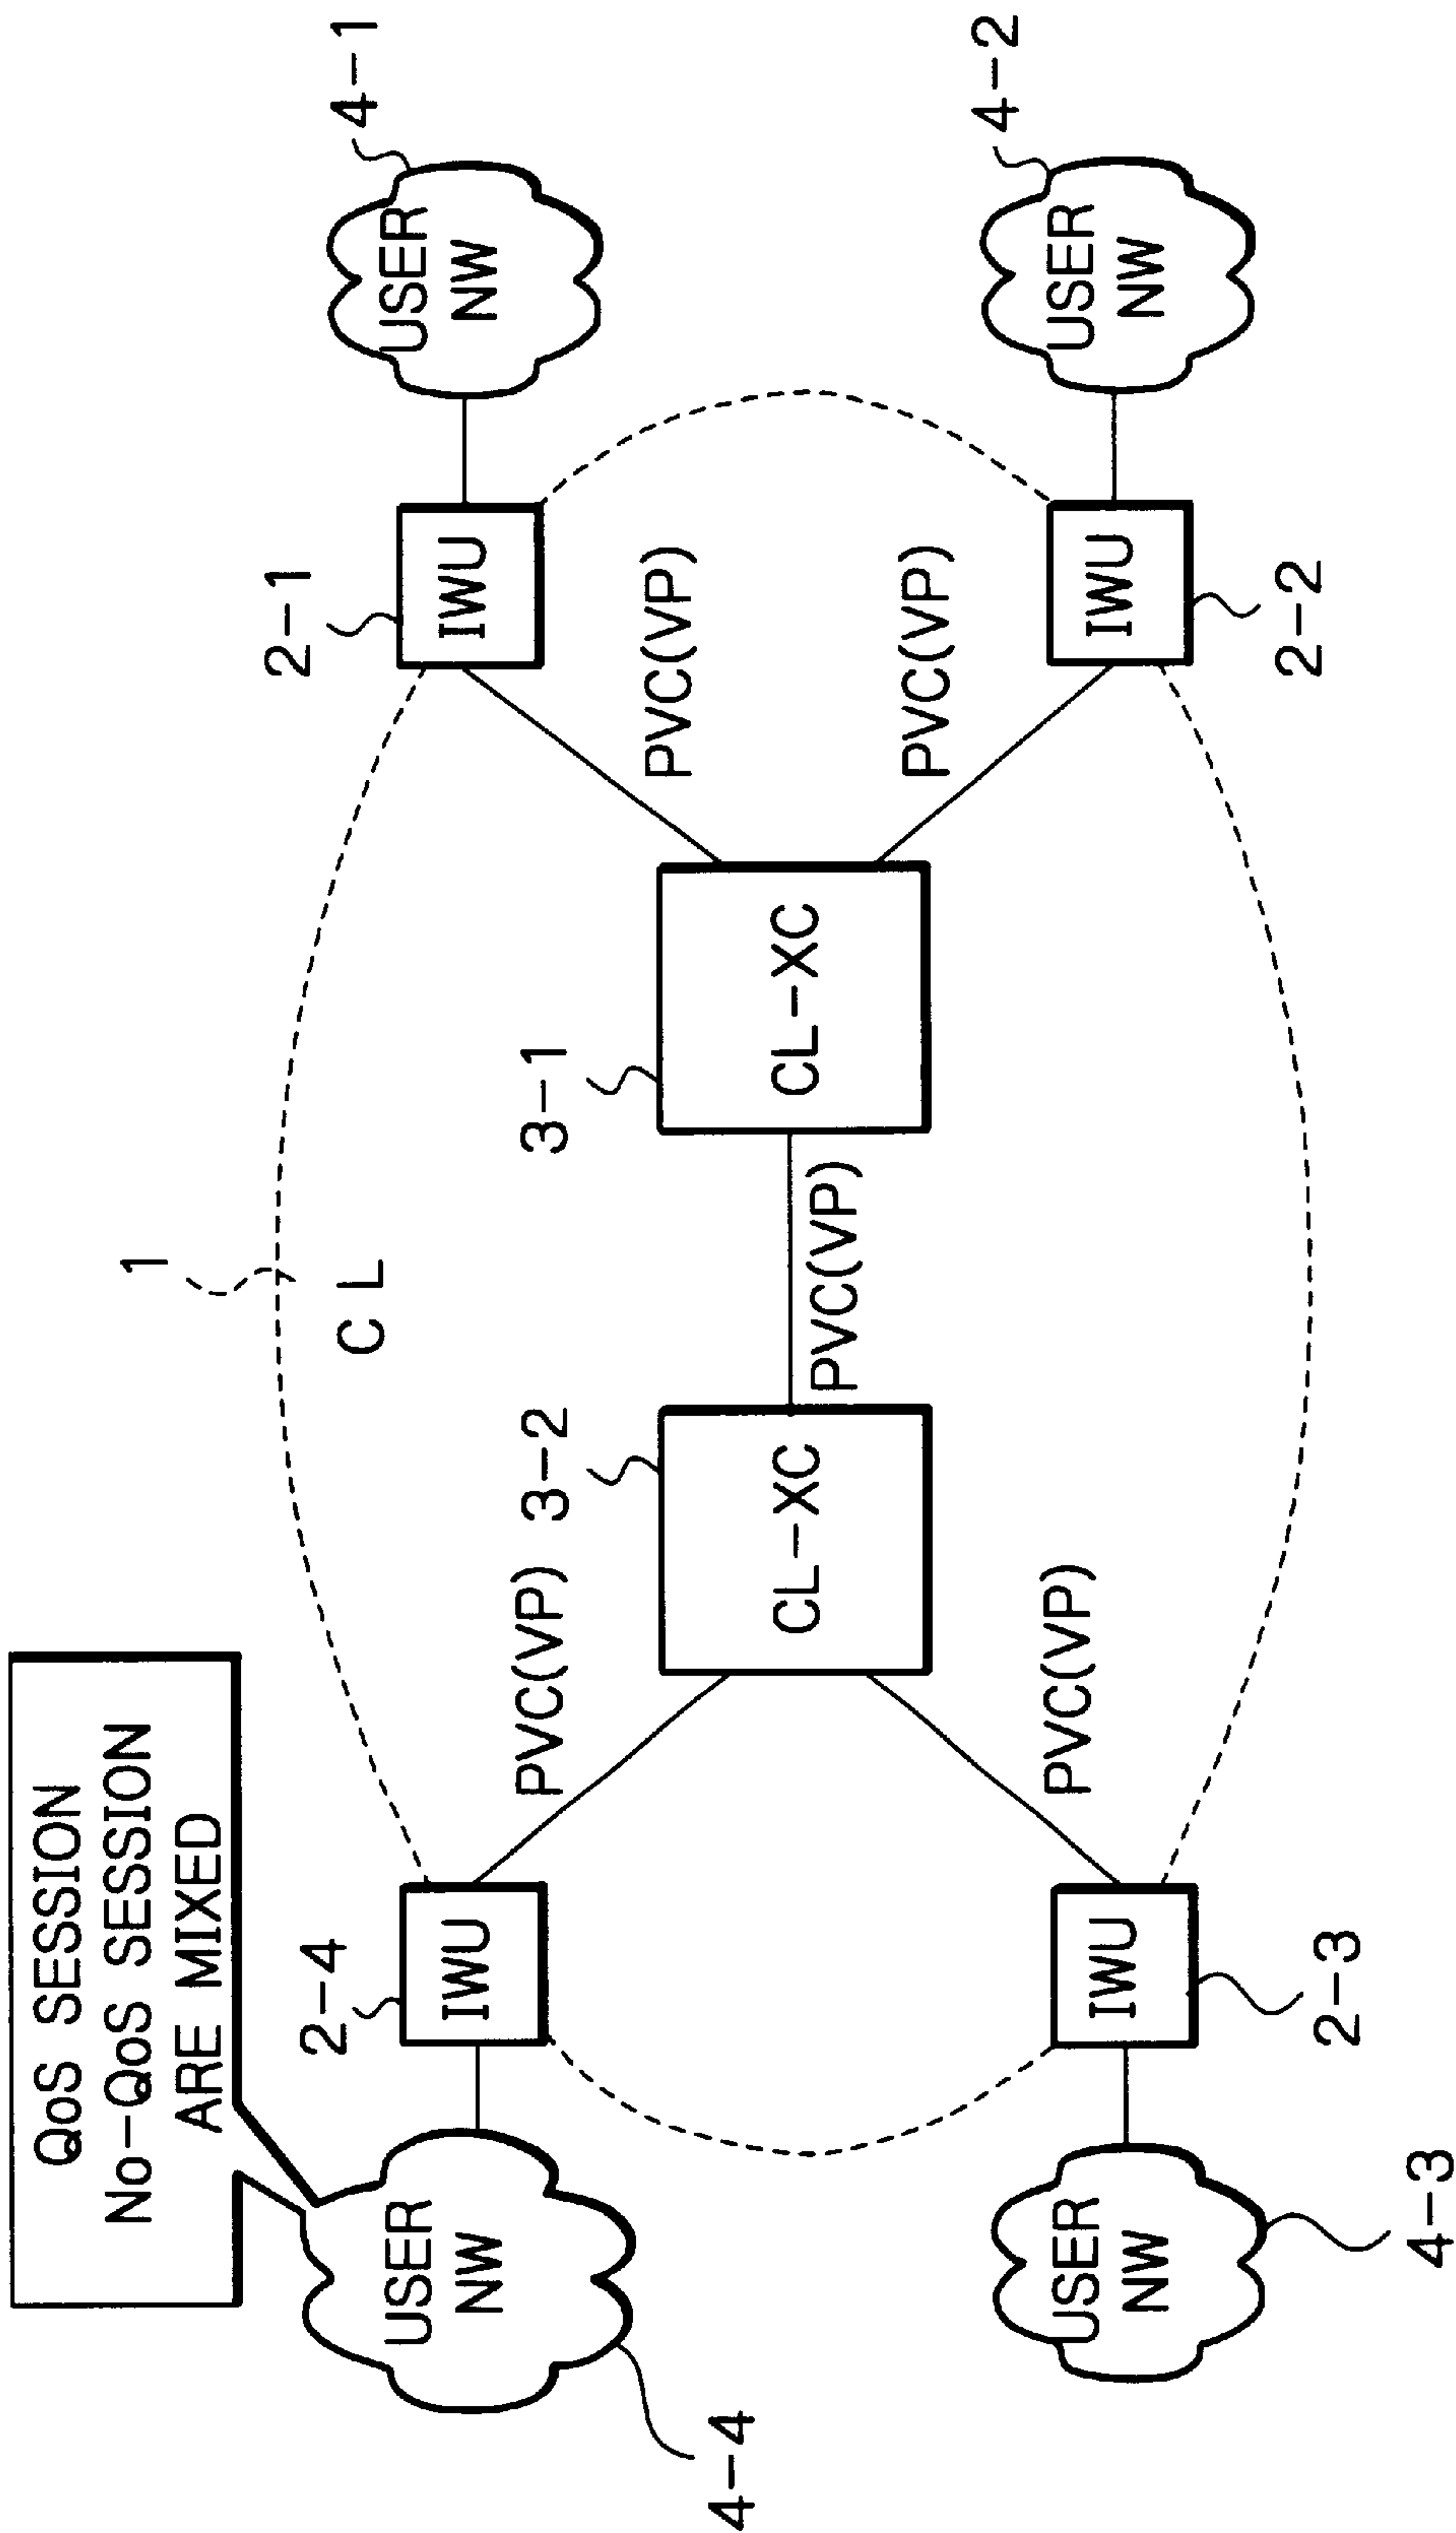 QoS SESSION
No-QoS SESSION
ARE MIXED
1
CL
4-4
USER
NW
2-4
IWU
PVC(VP)
3-2
CL-XC
PVC(VP)
3-1
CL-XC
PVC(VP)
2-1
IWU
USER
NW
4-1
4-3
USER
NW
2-3
IWU
PVC(VP)
PVC(VP)
2-2
IWU
USER
NW
4-2